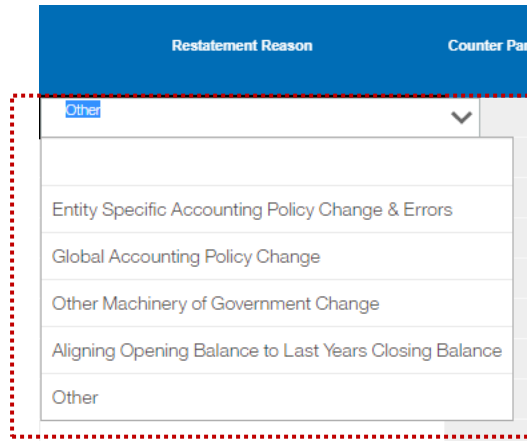 Restatement Reason Counter Par
Other
Entity Specific Accounting Policy Change & Errors
Global Accounting Policy Change
Other Machinery of Government Change
Aligning Opening Balance to Last Years Closing Balance
Other